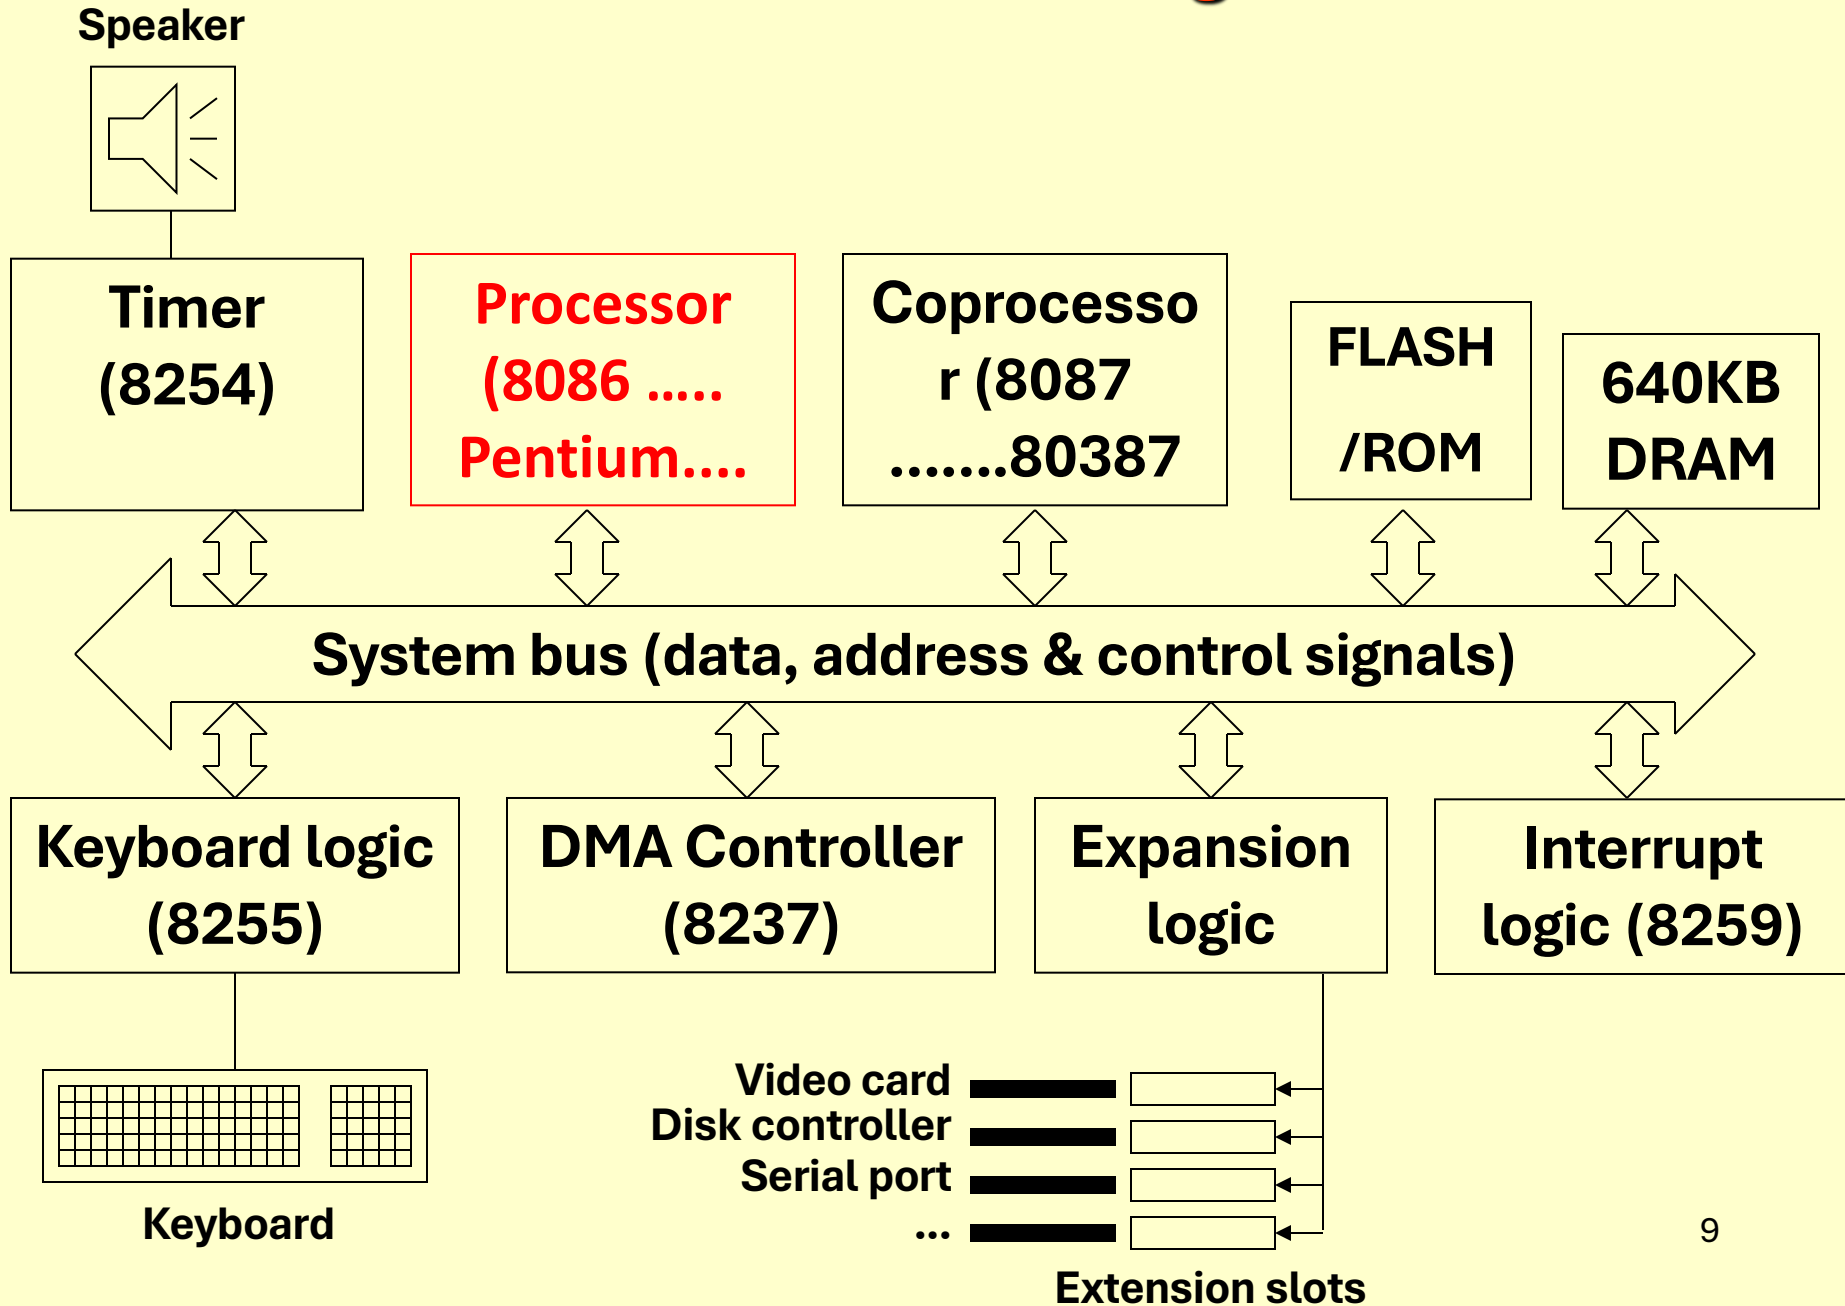 Speaker
Timer
(8254)
Processor
(8086 .....
Pentium....
Coprocesso
r (8087
.......80387
FLASH
/ROM
640KB
DRAM
System bus (data, address & control signals)
Keyboard logic
(8255)
DMA Controller
(8237)
Expansion
logic
Interrupt
logic (8259)
Keyboard
Video card
Disk controller
Serial port
...
Extension slots
9